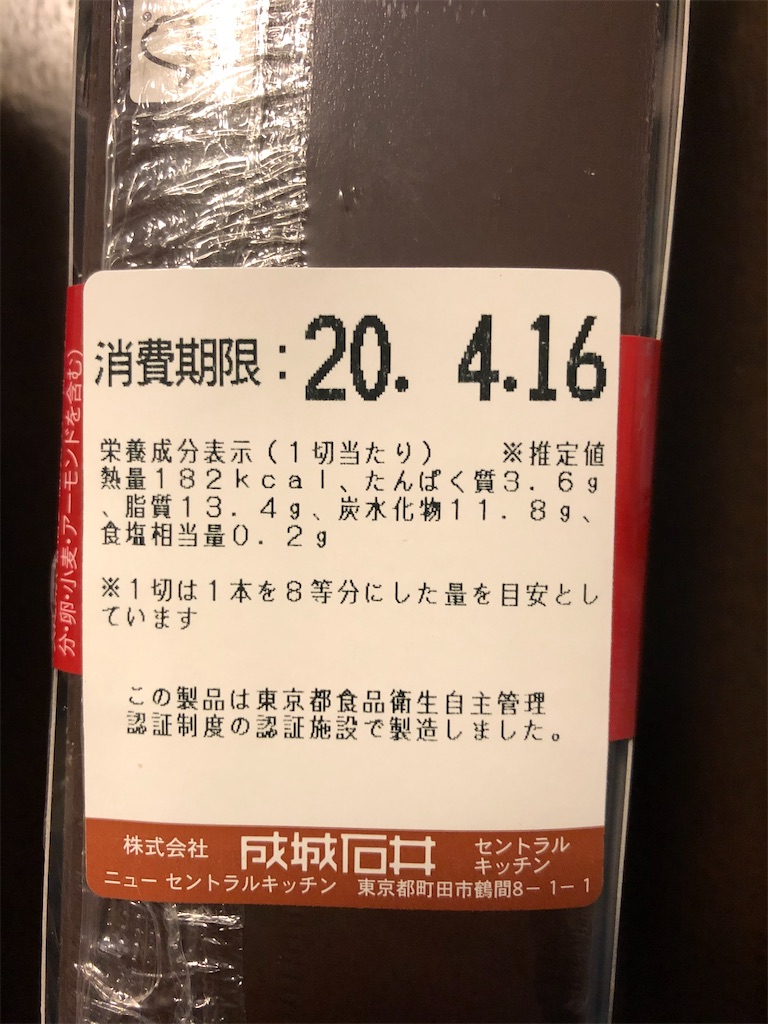 消費期限：20. 4.16
栄養成分表示（１切当たり）　　※推定値
熱量１８２ｋｃａｌ、たんぱく質３．６ｇ
、脂質１３．４ｇ、炭水化物１１．８ｇ、
食塩相当量０．２ｇ
※１切は１本を８等分にした量を目安とし
ています
この製品は東京都食品衛生自主管理
認証制度の認証施設で製造しました。
株式会社 成城石井 セントラル
キッチン
ニュー セントラルキッチン　東京都町田市鶴間8－1－1
分・卵・小麦・アーモンドを含む）